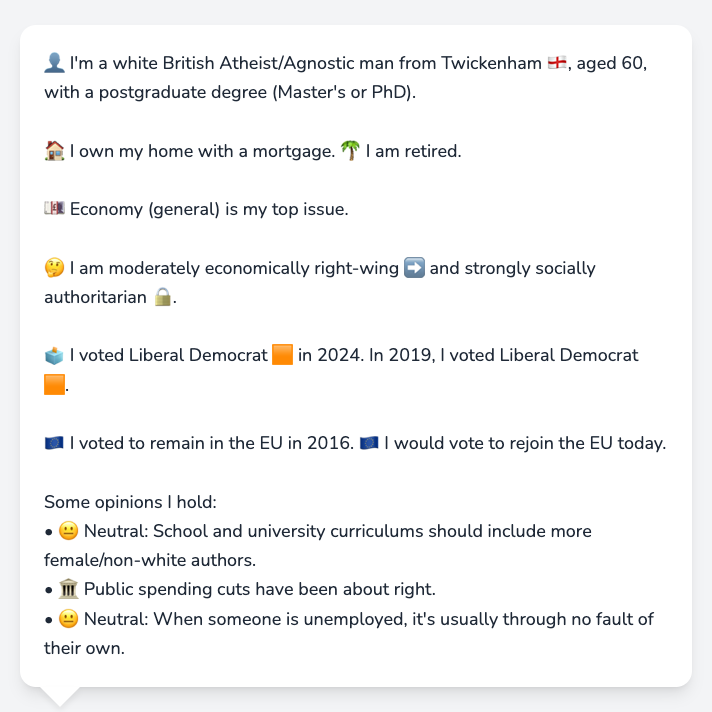 👤 I'm a white British Atheist/Agnostic man from Twickenham 🏴󠁧󠁢󠁥󠁮󠁧󠁿, aged 60,
with a postgraduate degree (Master's or PhD).
🏠 I own my home with a mortgage. 🌴 I am retired.
💷 Economy (general) is my top issue.
🤔 I am moderately economically right-wing ➡️ and strongly socially
authoritarian 🔒.
🗳️ I voted Liberal Democrat 🟧 in 2024. In 2019, I voted Liberal Democrat
🟧.
🇪🇺 I voted to remain in the EU in 2016. 🇪🇺 I would vote to rejoin the EU today.
Some opinions I hold:
• 😐 Neutral: School and university curriculums should include more
female/non-white authors.
• 🏛️ Public spending cuts have been about right.
• 😐 Neutral: When someone is unemployed, it's usually through no fault of
their own.